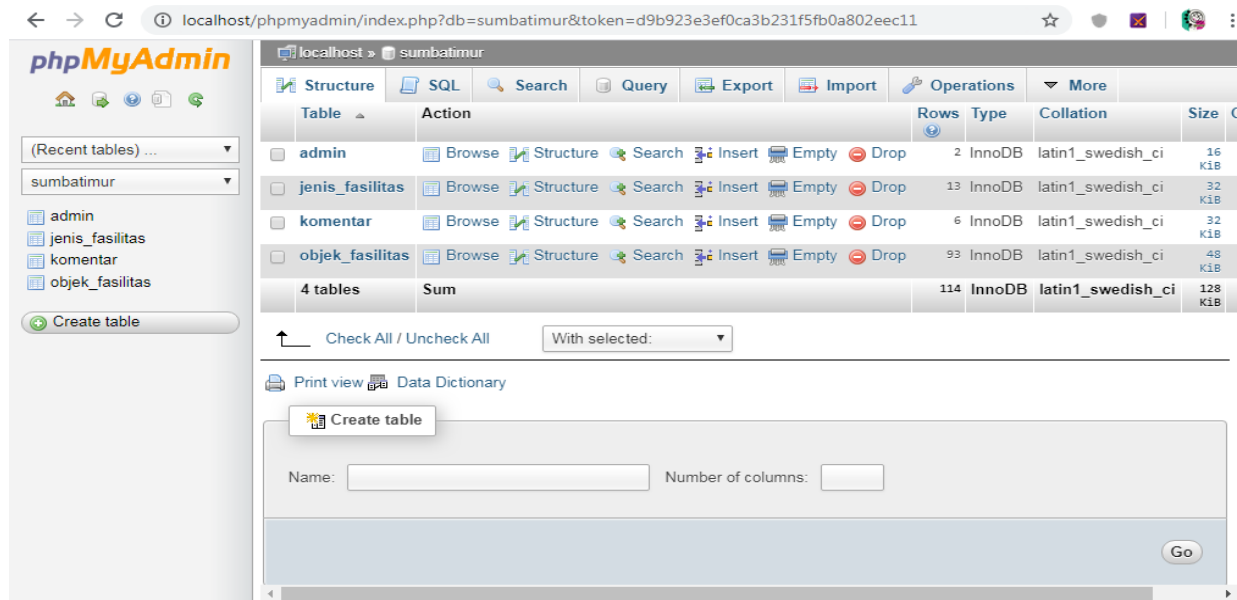 localhost/phpmyadmin/index.php?db=sumbatimur&token=d9b923e3ef0ca3b231f5fb0a802eec11
phpMyAdmin
(Recent tables) ...
sumbatimur
admin
jenis_fasilitas
komentar
objek_fasilitas
Create table
localhost » sumbatimur
Structure SQL Search Query Export Import Operations More
Table Action Rows Type Collation Size
admin Browse Structure Search Insert Empty Drop 2 InnoDB latin1_swedish_ci 16 KiB
jenis_fasilitas Browse Structure Search Insert Empty Drop 13 InnoDB latin1_swedish_ci 32 KiB
komentar Browse Structure Search Insert Empty Drop 6 InnoDB latin1_swedish_ci 32 KiB
objek_fasilitas Browse Structure Search Insert Empty Drop 93 InnoDB latin1_swedish_ci 48 KiB
4 tables Sum 114 InnoDB latin1_swedish_ci 128 KiB
Check All / Uncheck All With selected:
Print view Data Dictionary
Create table
Name: Number of columns:
Go